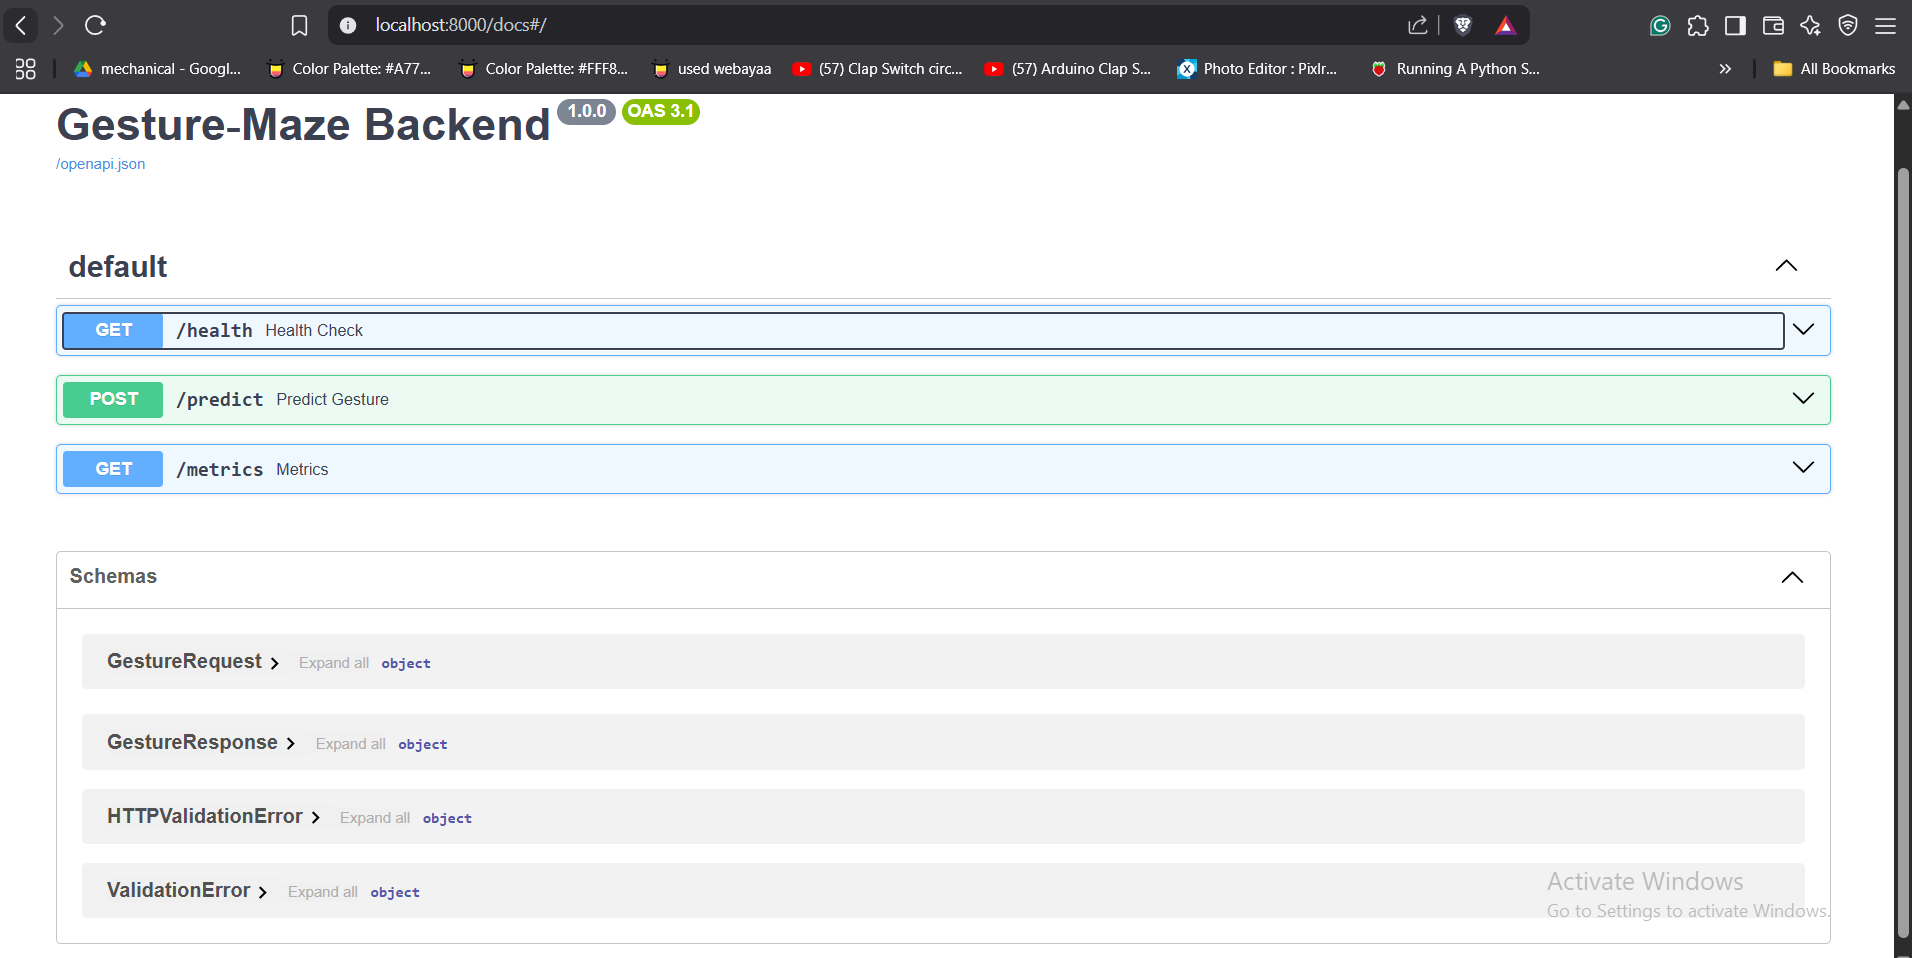 localhost:8000/docs#/
mechanical - Googl...
Color Palette: #A77...
Color Palette: #FFF8...
used webayaa
(57) Clap Switch circ...
(57) Arduino Clap S...
Photo Editor : Pixlr...
Running A Python S...
All Bookmarks
Gesture-Maze Backend 1.0.0 OAS 3.1
/openapi.json
default
GET /health Health Check
POST /predict Predict Gesture
GET /metrics Metrics
Schemas
GestureRequest Expand all object
GestureResponse Expand all object
HTTPValidationError Expand all object
ValidationError Expand all object
Activate Windows
Go to Settings to activate Windows.